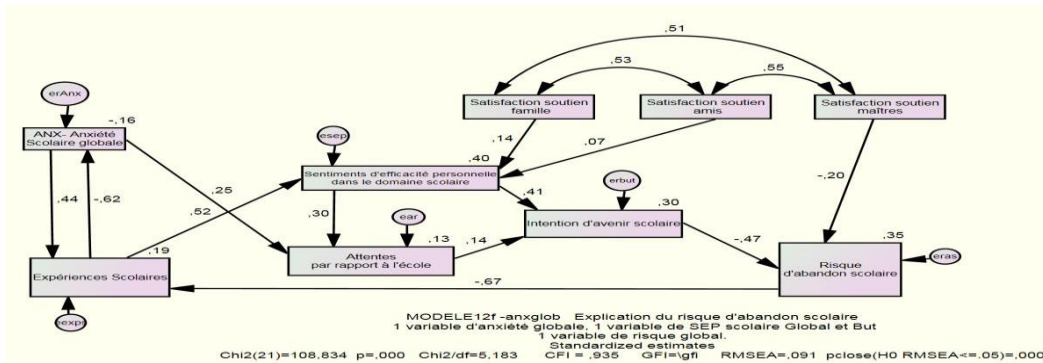 ,51
,53
,55
erAnx
Satisfaction soutien
famille
Satisfaction soutien
amis
Satisfaction soutien
maîtres
-,16
ANX- Anxiété
Scolaire globale
esep
,14
,07
,40
Sentiments d'efficacité personnelle
dans le domaine scolaire
erbut
-,20
,44
-,62
,25
,52
,30
,41
ear
,30
Intention d'avenir scolaire
,13
,14
,19
Attentes
par rapport à l'école
-,47
,35
Expériences Scolaires
Risque
d'abandon scolaire
eras
-,67
eexps
MODELE12f -anxglob Explication du risque d'abandon scolaire
1 variable d'anxiété globale, 1 variable de SEP scolaire Global et But
1 variable de risque global.
Standardized estimates
Chi2(21)=108,834 p=,000 Chi2/df=5,183 CFI = ,935 GFI=\gfi RMSEA=,091 pclose(H0 RMSEA<=,05)=,000